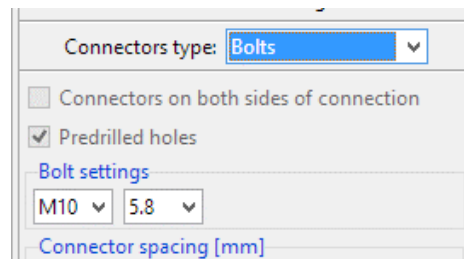 Connectors type: Bolts
Connectors on both sides of connection
Predrilled holes
Bolt settings
M10 5.8
Connector spacing [mm]